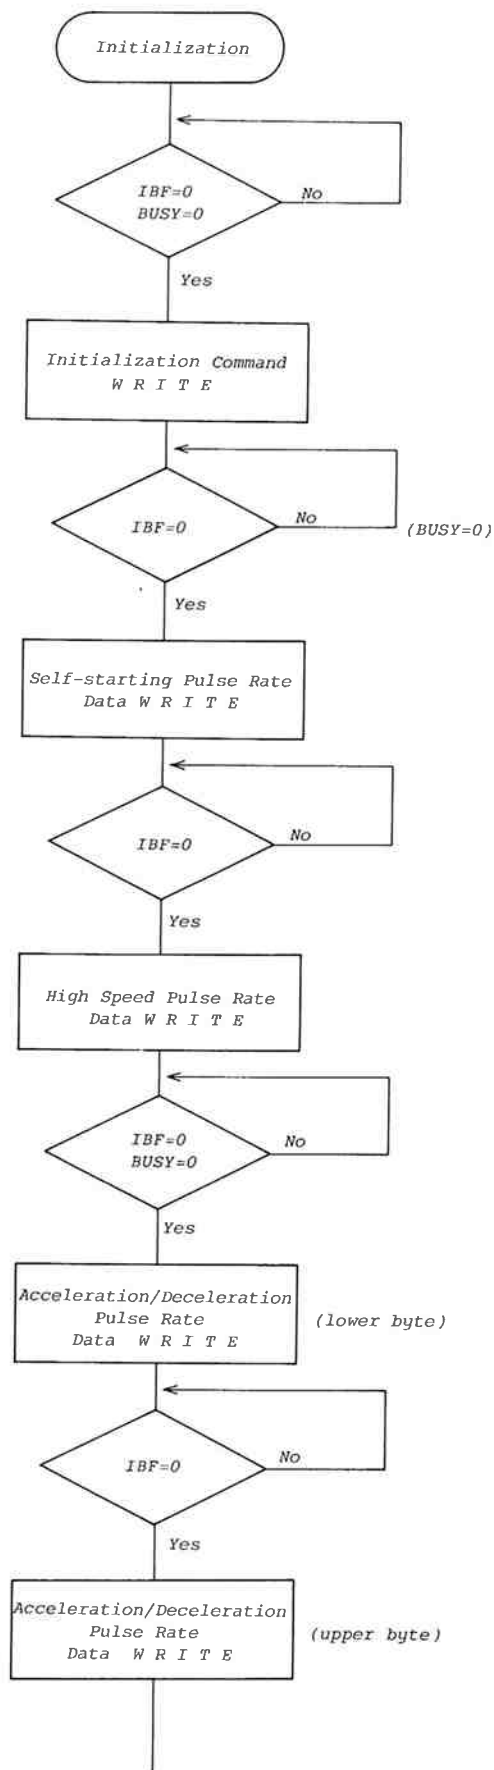 Initialization
IBF=0
BUSY=0
No
Yes
Initialization Command
W R I T E
IBF=0
No
(BUSY=0)
Yes
Self-starting Pulse Rate
Data W R I T E
IBF=0
No
Yes
High Speed Pulse Rate
Data W R I T E
IBF=0
BUSY=0
No
Yes
Acceleration/Deceleration
Pulse Rate
Data W R I T E
(lower byte)
IBF=0
No
Yes
Acceleration/Deceleration
Pulse Rate
Data W R I T E
(upper byte)